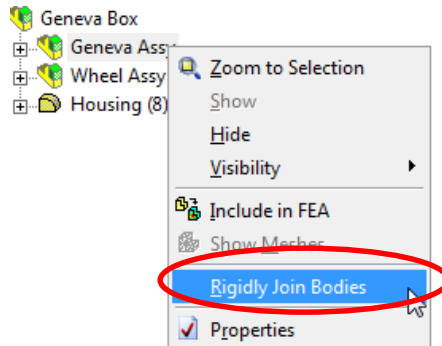 Geneva Box
Geneva Assy
Wheel Assy
Housing (8)
Zoom to Selection
Show
Hide
Visibility
Include in FEA
Show Meshes
Rigidly Join Bodies
Properties